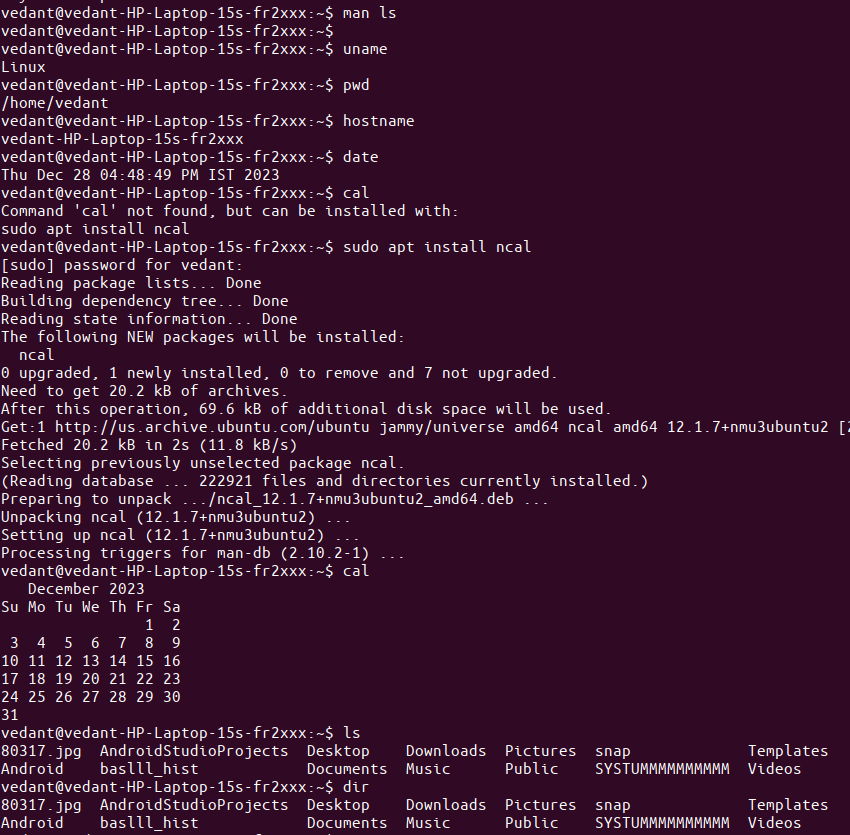 vedant@vedant-HP-Laptop-15s-fr2xxx:~$ man ls
vedant@vedant-HP-Laptop-15s-fr2xxx:~$
vedant@vedant-HP-Laptop-15s-fr2xxx:~$ uname
Linux
vedant@vedant-HP-Laptop-15s-fr2xxx:~$ pwd
/home/vedant
vedant@vedant-HP-Laptop-15s-fr2xxx:~$ hostname
vedant-HP-Laptop-15s-fr2xxx
vedant@vedant-HP-Laptop-15s-fr2xxx:~$ date
Thu Dec 28 04:48:49 PM IST 2023
vedant@vedant-HP-Laptop-15s-fr2xxx:~$ cal
Command 'cal' not found, but can be installed with:
sudo apt install ncal
vedant@vedant-HP-Laptop-15s-fr2xxx:~$ sudo apt install ncal
[sudo] password for vedant:
Reading package lists... Done
Building dependency tree... Done
Reading state information... Done
The following NEW packages will be installed:
  ncal
0 upgraded, 1 newly installed, 0 to remove and 7 not upgraded.
Need to get 20.2 kB of archives.
After this operation, 69.6 kB of additional disk space will be used.
Get:1 http://us.archive.ubuntu.com/ubuntu jammy/universe amd64 ncal amd64 12.1.7+nmu3ubuntu2 [
Fetched 20.2 kB in 2s (11.8 kB/s)
Selecting previously unselected package ncal.
(Reading database ... 222921 files and directories currently installed.)
Preparing to unpack .../ncal_12.1.7+nmu3ubuntu2_amd64.deb ...
Unpacking ncal (12.1.7+nmu3ubuntu2) ...
Setting up ncal (12.1.7+nmu3ubuntu2) ...
Processing triggers for man-db (2.10.2-1) ...
vedant@vedant-HP-Laptop-15s-fr2xxx:~$ cal
   December 2023
Su Mo Tu We Th Fr Sa
                1  2
 3  4  5  6  7  8  9
10 11 12 13 14 15 16
17 18 19 20 21 22 23
24 25 26 27 28 29 30
31
vedant@vedant-HP-Laptop-15s-fr2xxx:~$ ls
80317.jpg  AndroidStudioProjects  Desktop    Downloads  Pictures  snap             Templates
Android    baslll_hist            Documents  Music      Public    SYSTUMMMMMMMMMM  Videos
vedant@vedant-HP-Laptop-15s-fr2xxx:~$ dir
80317.jpg  AndroidStudioProjects  Desktop    Downloads  Pictures  snap             Templates
Android    baslll_hist            Documents  Music      Public    SYSTUMMMMMMMMMM  Videos